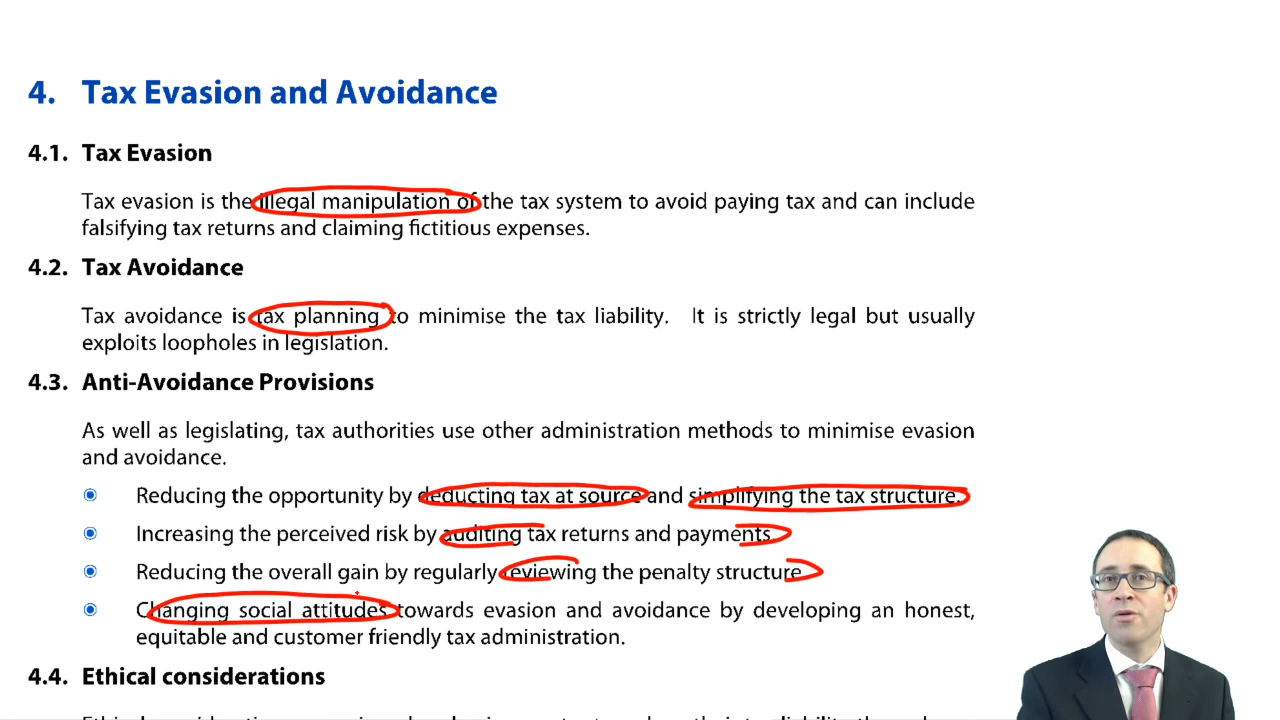 4. Tax Evasion and Avoidance
4.1. Tax Evasion
Tax evasion is the illegal manipulation of the tax system to avoid paying tax and can include
falsifying tax returns and claiming fictitious expenses.
4.2. Tax Avoidance
Tax avoidance is tax planning to minimise the tax liability. It is strictly legal but usually
exploits loopholes in legislation.
4.3. Anti-Avoidance Provisions
As well as legislating, tax authorities use other administration methods to minimise evasion
and avoidance.
Reducing the opportunity by deducting tax at source and simplifying the tax structure.
Increasing the perceived risk by auditing tax returns and payments.
Reducing the overall gain by regularly reviewing the penalty structure
Changing social attitudes towards evasion and avoidance by developing an honest,
equitable and customer friendly tax administration.
4.4. Ethical considerations